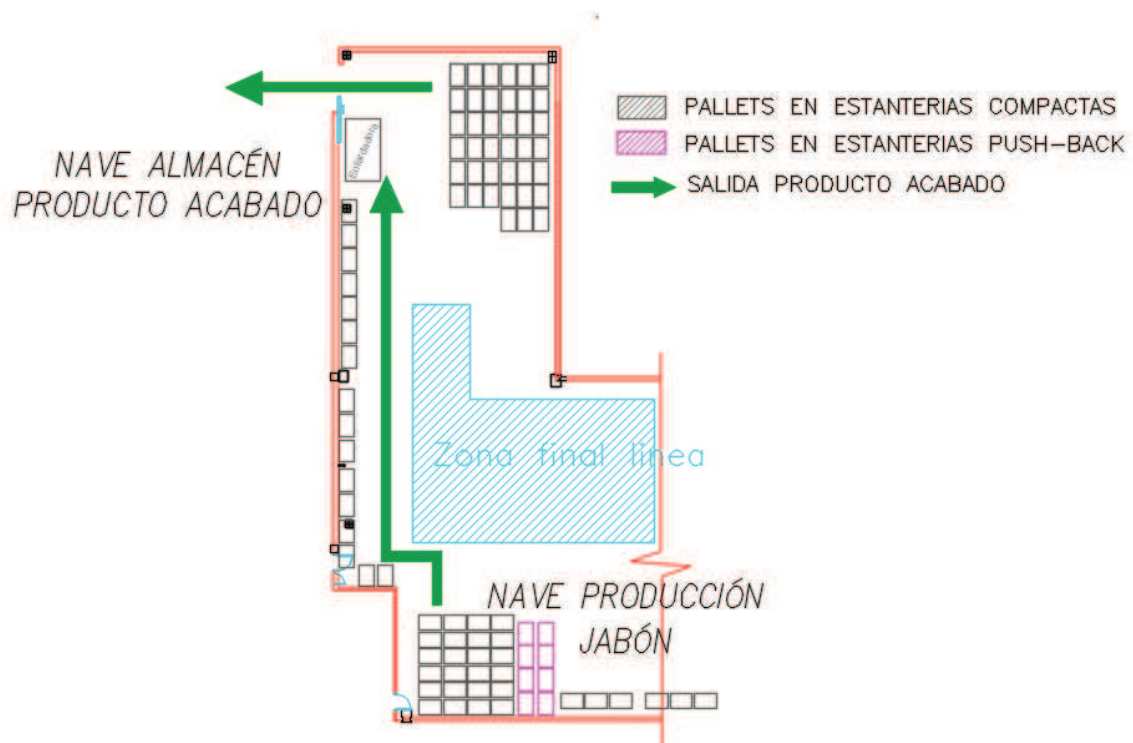 PALLETS EN ESTANTERIAS COMPACTAS
PALLETS EN ESTANTERIAS PUSH-BACK
SALIDA PRODUCTO ACABADO
NAVE ALMACÉN
PRODUCTO ACABADO
Enfardadora
Zona final linea
NAVE PRODUCCIÓN
JABÓN